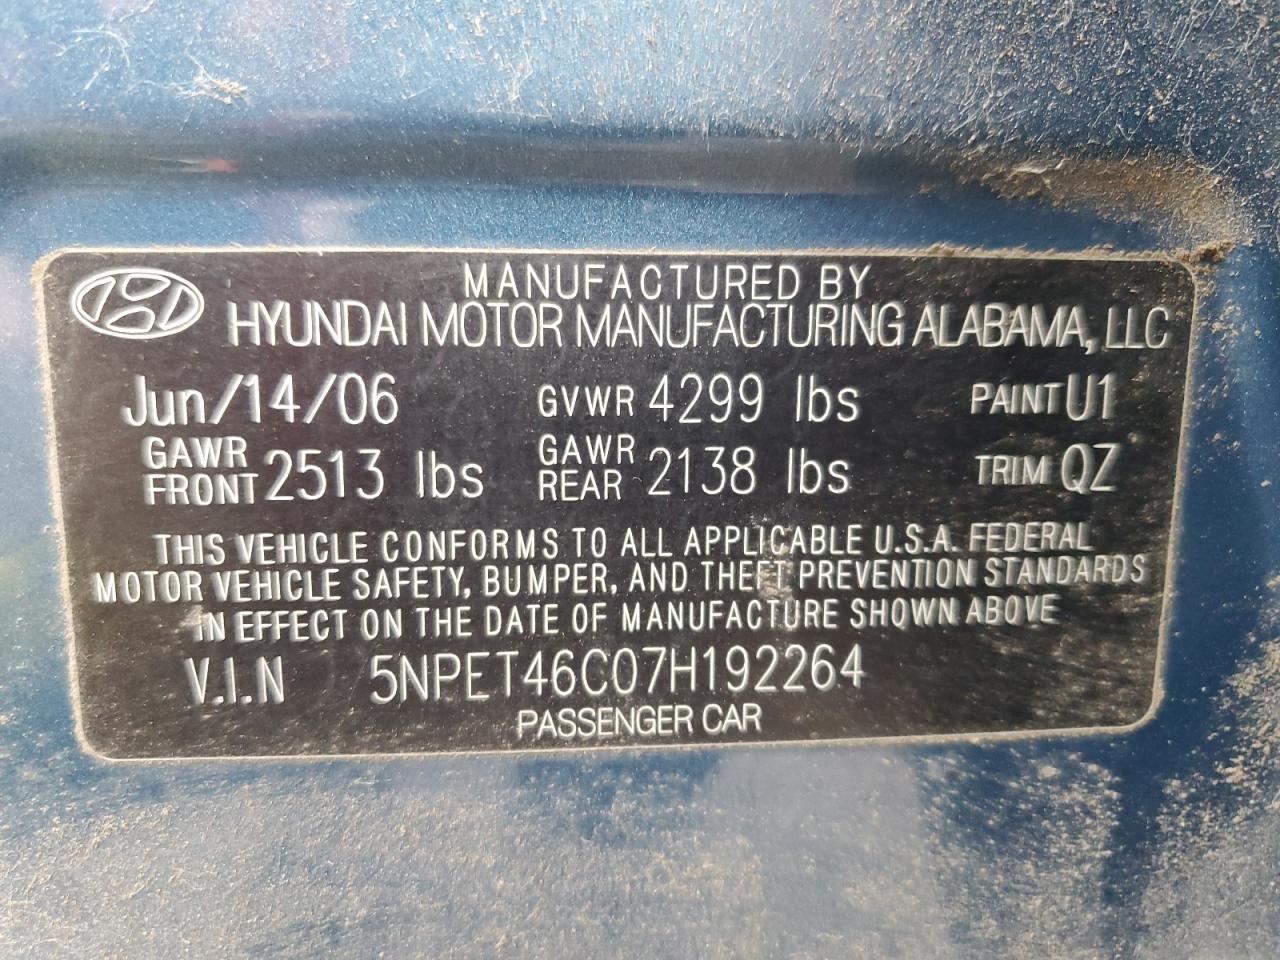 MANUFACTURED BY
HYUNDAI MOTOR MANUFACTURING ALABAMA, LLC
Jun/14/06 GVWR 4299 lbs PAINT U1
GAWR FRONT 2513 lbs GAWR REAR 2138 lbs TRIM QZ
THIS VEHICLE CONFORMS TO ALL APPLICABLE U.S.A. FEDERAL
MOTOR VEHICLE SAFETY, BUMPER, AND THEFT PREVENTION STANDARDS
IN EFFECT ON THE DATE OF MANUFACTURE SHOWN ABOVE
V.I.N 5NPET46C07H192264
PASSENGER CAR